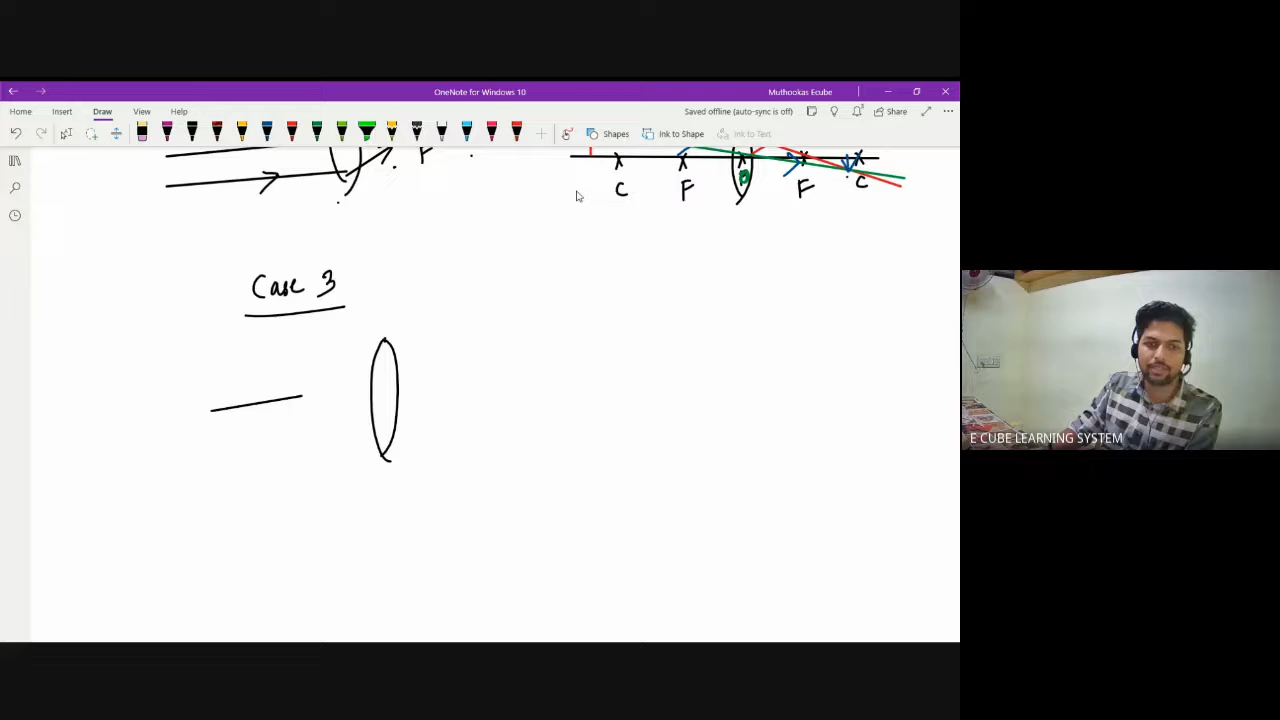 OneNote for Windows 10
Muthookas Ecube
Home Insert Draw View Help
Saved offline (auto-sync is off)
Share
Shapes
Ink to Shape
Ink to Text
F
C F F C
Case 3
E CUBE LEARNING SYSTEM